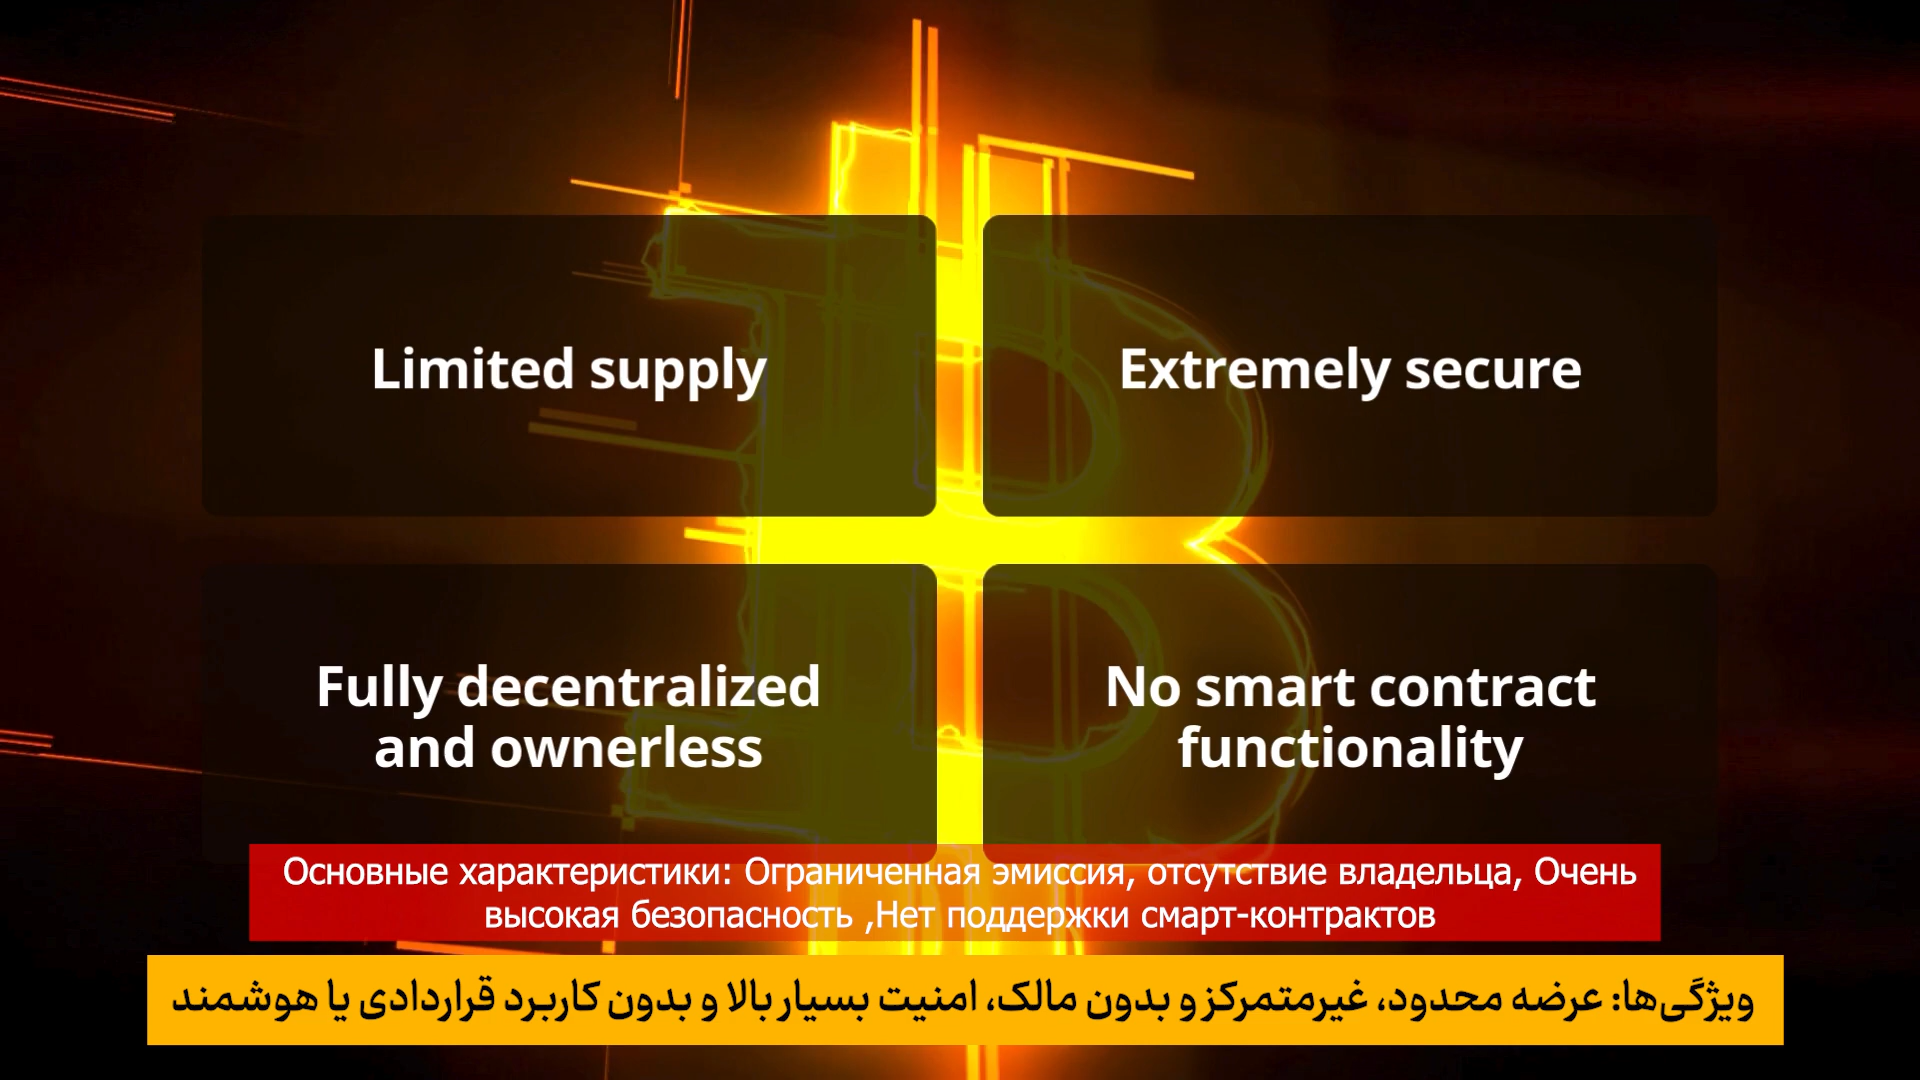 Limited supply
Extremely secure
Fully decentralized
and ownerless
No smart contract
functionality
Основные характеристики: Ограниченная эмиссия, отсутствие владельца, Очень
высокая безопасность ,Нет поддержки смарт-контрактов
ویژگی‌ها: عرضه محدود، غیرمتمرکز و بدون مالک، امنیت بسیار بالا و بدون کاربرد قراردادی یا هوشمند